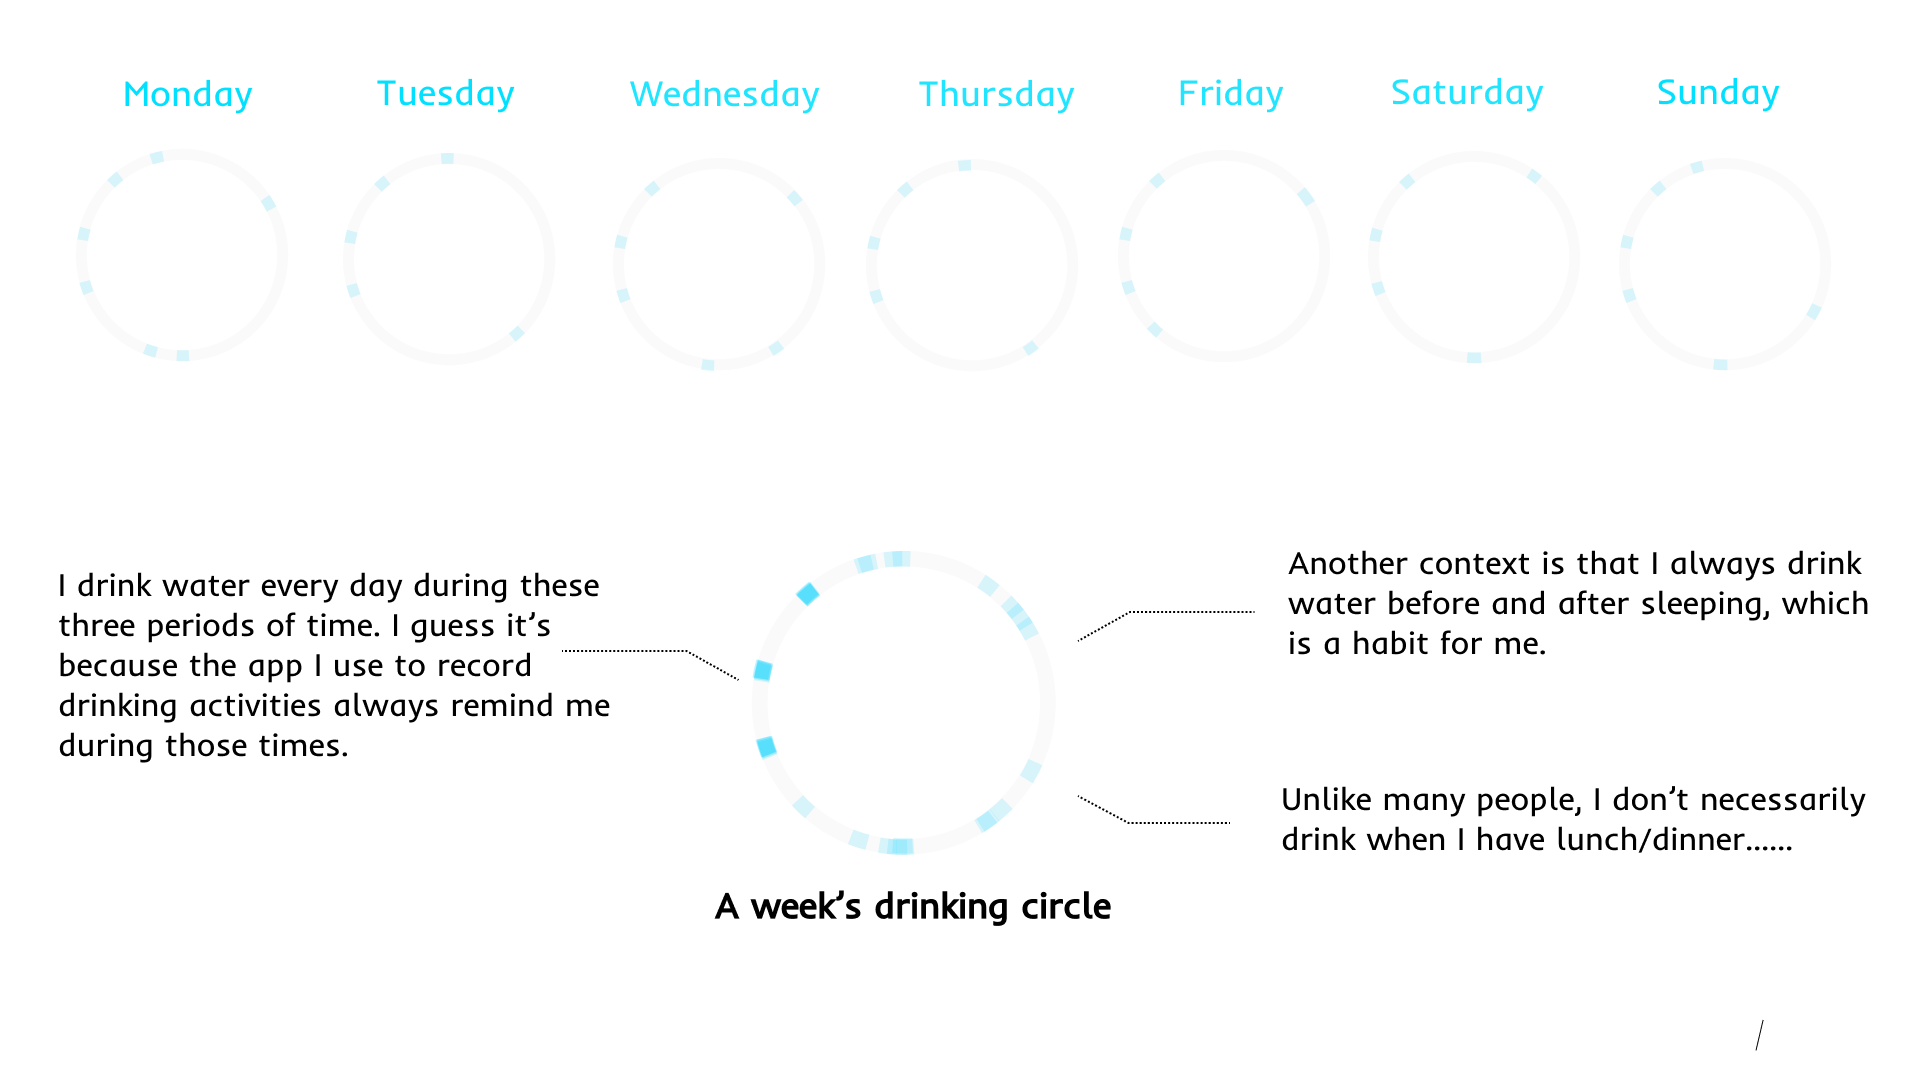 Monday
Tuesday
Wednesday
Thursday
Friday
Saturday
Sunday
I drink water every day during these
three periods of time. I guess it’s
because the app I use to record
drinking activities always remind me
during those times.
Another context is that I always drink
water before and after sleeping, which
is a habit for me.
Unlike many people, I don’t necessarily
drink when I have lunch/dinner......
A week’s drinking circle
/